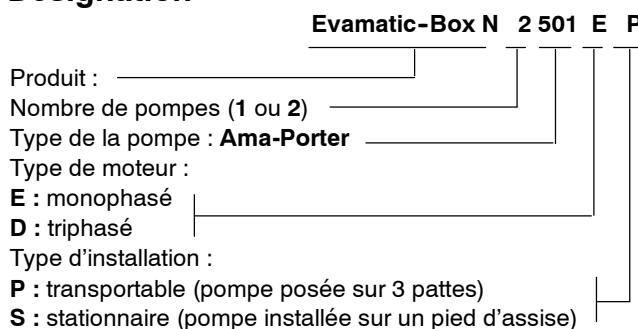 Evamatic-Box N 2 501 E P
Produit :
Nombre de pompes (1 ou 2)
Type de la pompe : Ama-Porter
Type de moteur :
E : monophasé
D : triphasé
Type d'installation :
P : transportable (pompe posée sur 3 pattes)
S : stationnaire (pompe installée sur un pied d'assise)